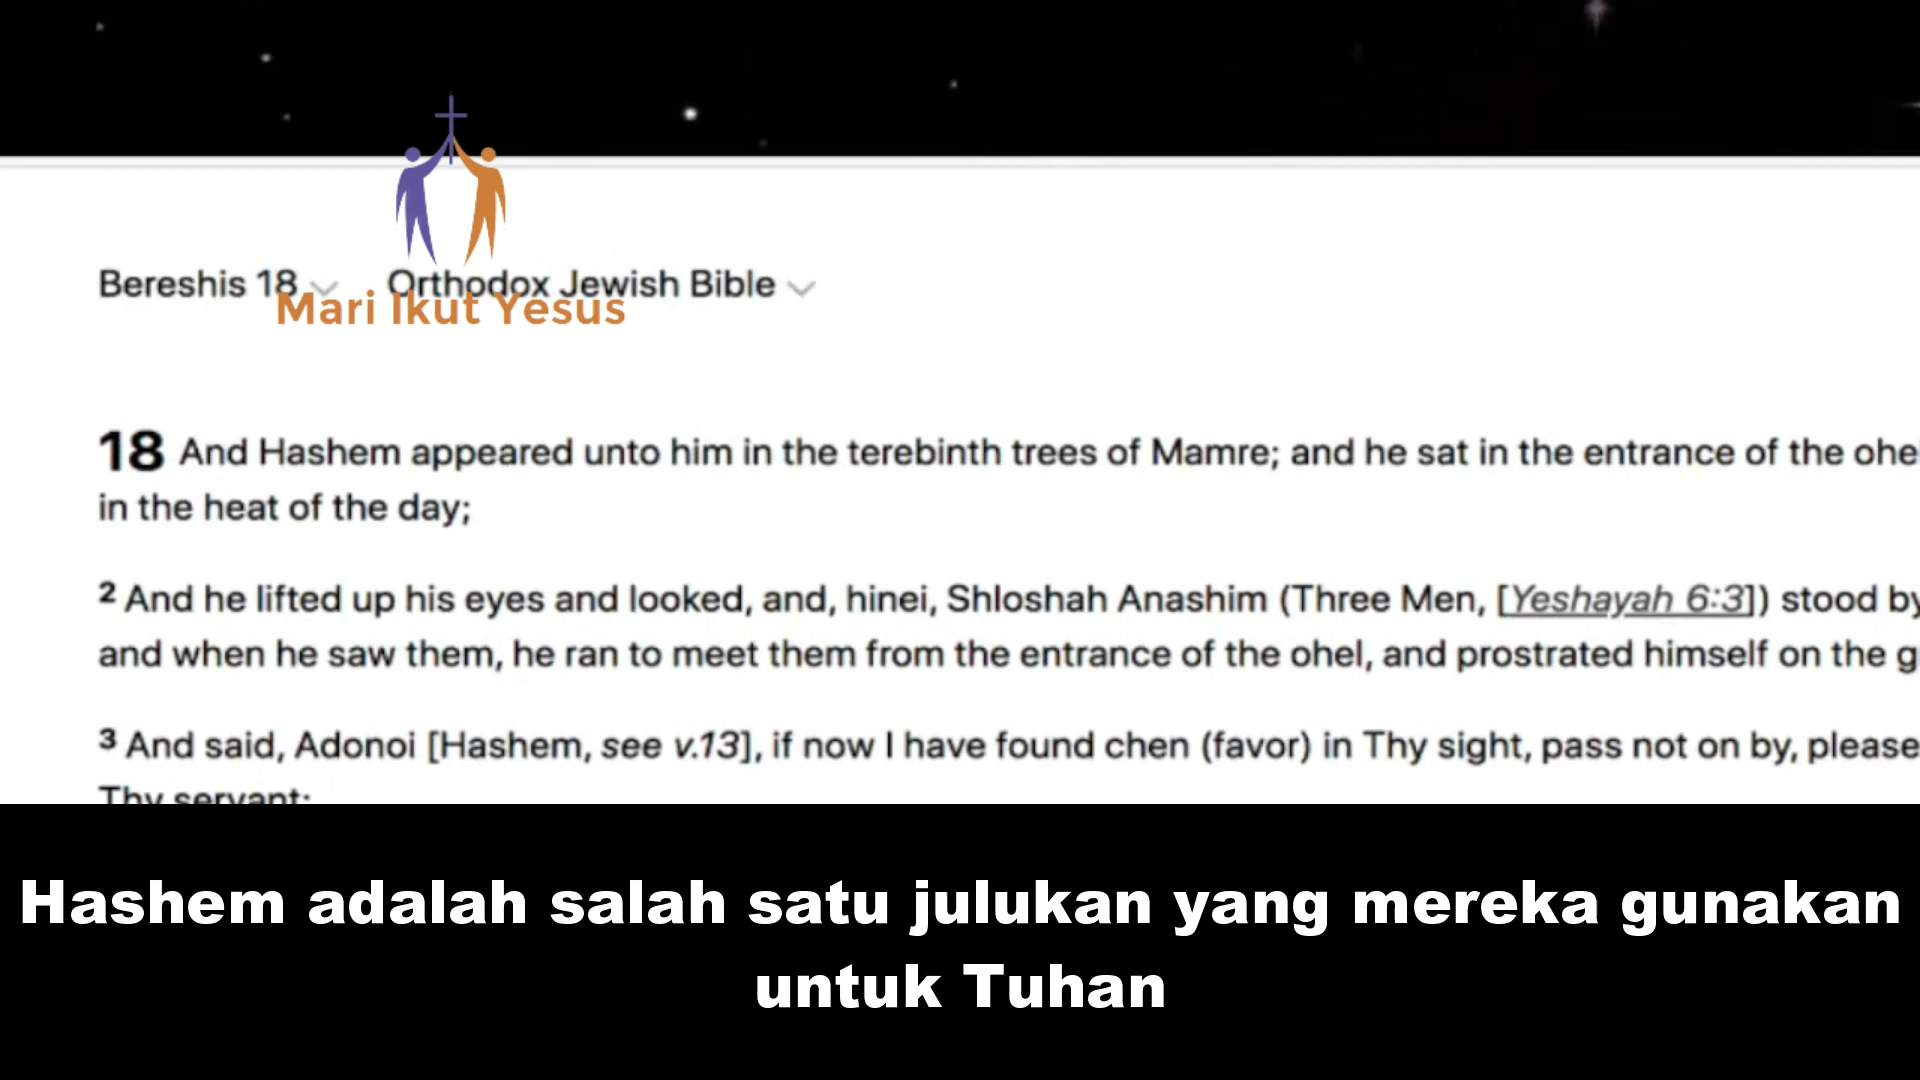 Bereshis 18 Orthodox Jewish Bible
Mari Ikut Yesus
18 And Hashem appeared unto him in the terebinth trees of Mamre; and he sat in the entrance of the ohe
in the heat of the day;
2 And he lifted up his eyes and looked, and, hinei, Shloshah Anashim (Three Men, [Yeshayah 6:3]) stood by
and when he saw them, he ran to meet them from the entrance of the ohel, and prostrated himself on the g
3 And said, Adonoi [Hashem, see v.13], if now I have found chen (favor) in Thy sight, pass not on by, please
Thy servant:
Hashem adalah salah satu julukan yang mereka gunakan
untuk Tuhan